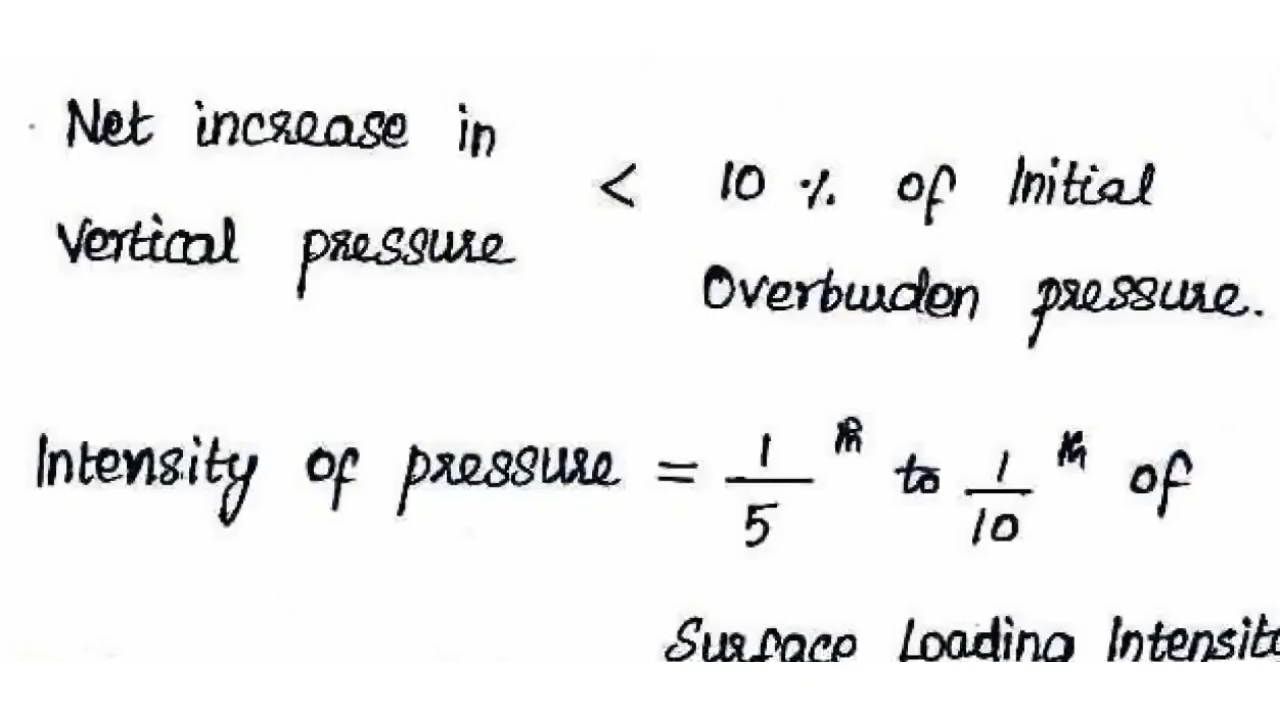 Net increase in
vertical pressure < 10 % of Initial
Overburden pressure.
Intensity of pressure = 1/5 th to 1/10 th of
Surface Loading Intensity